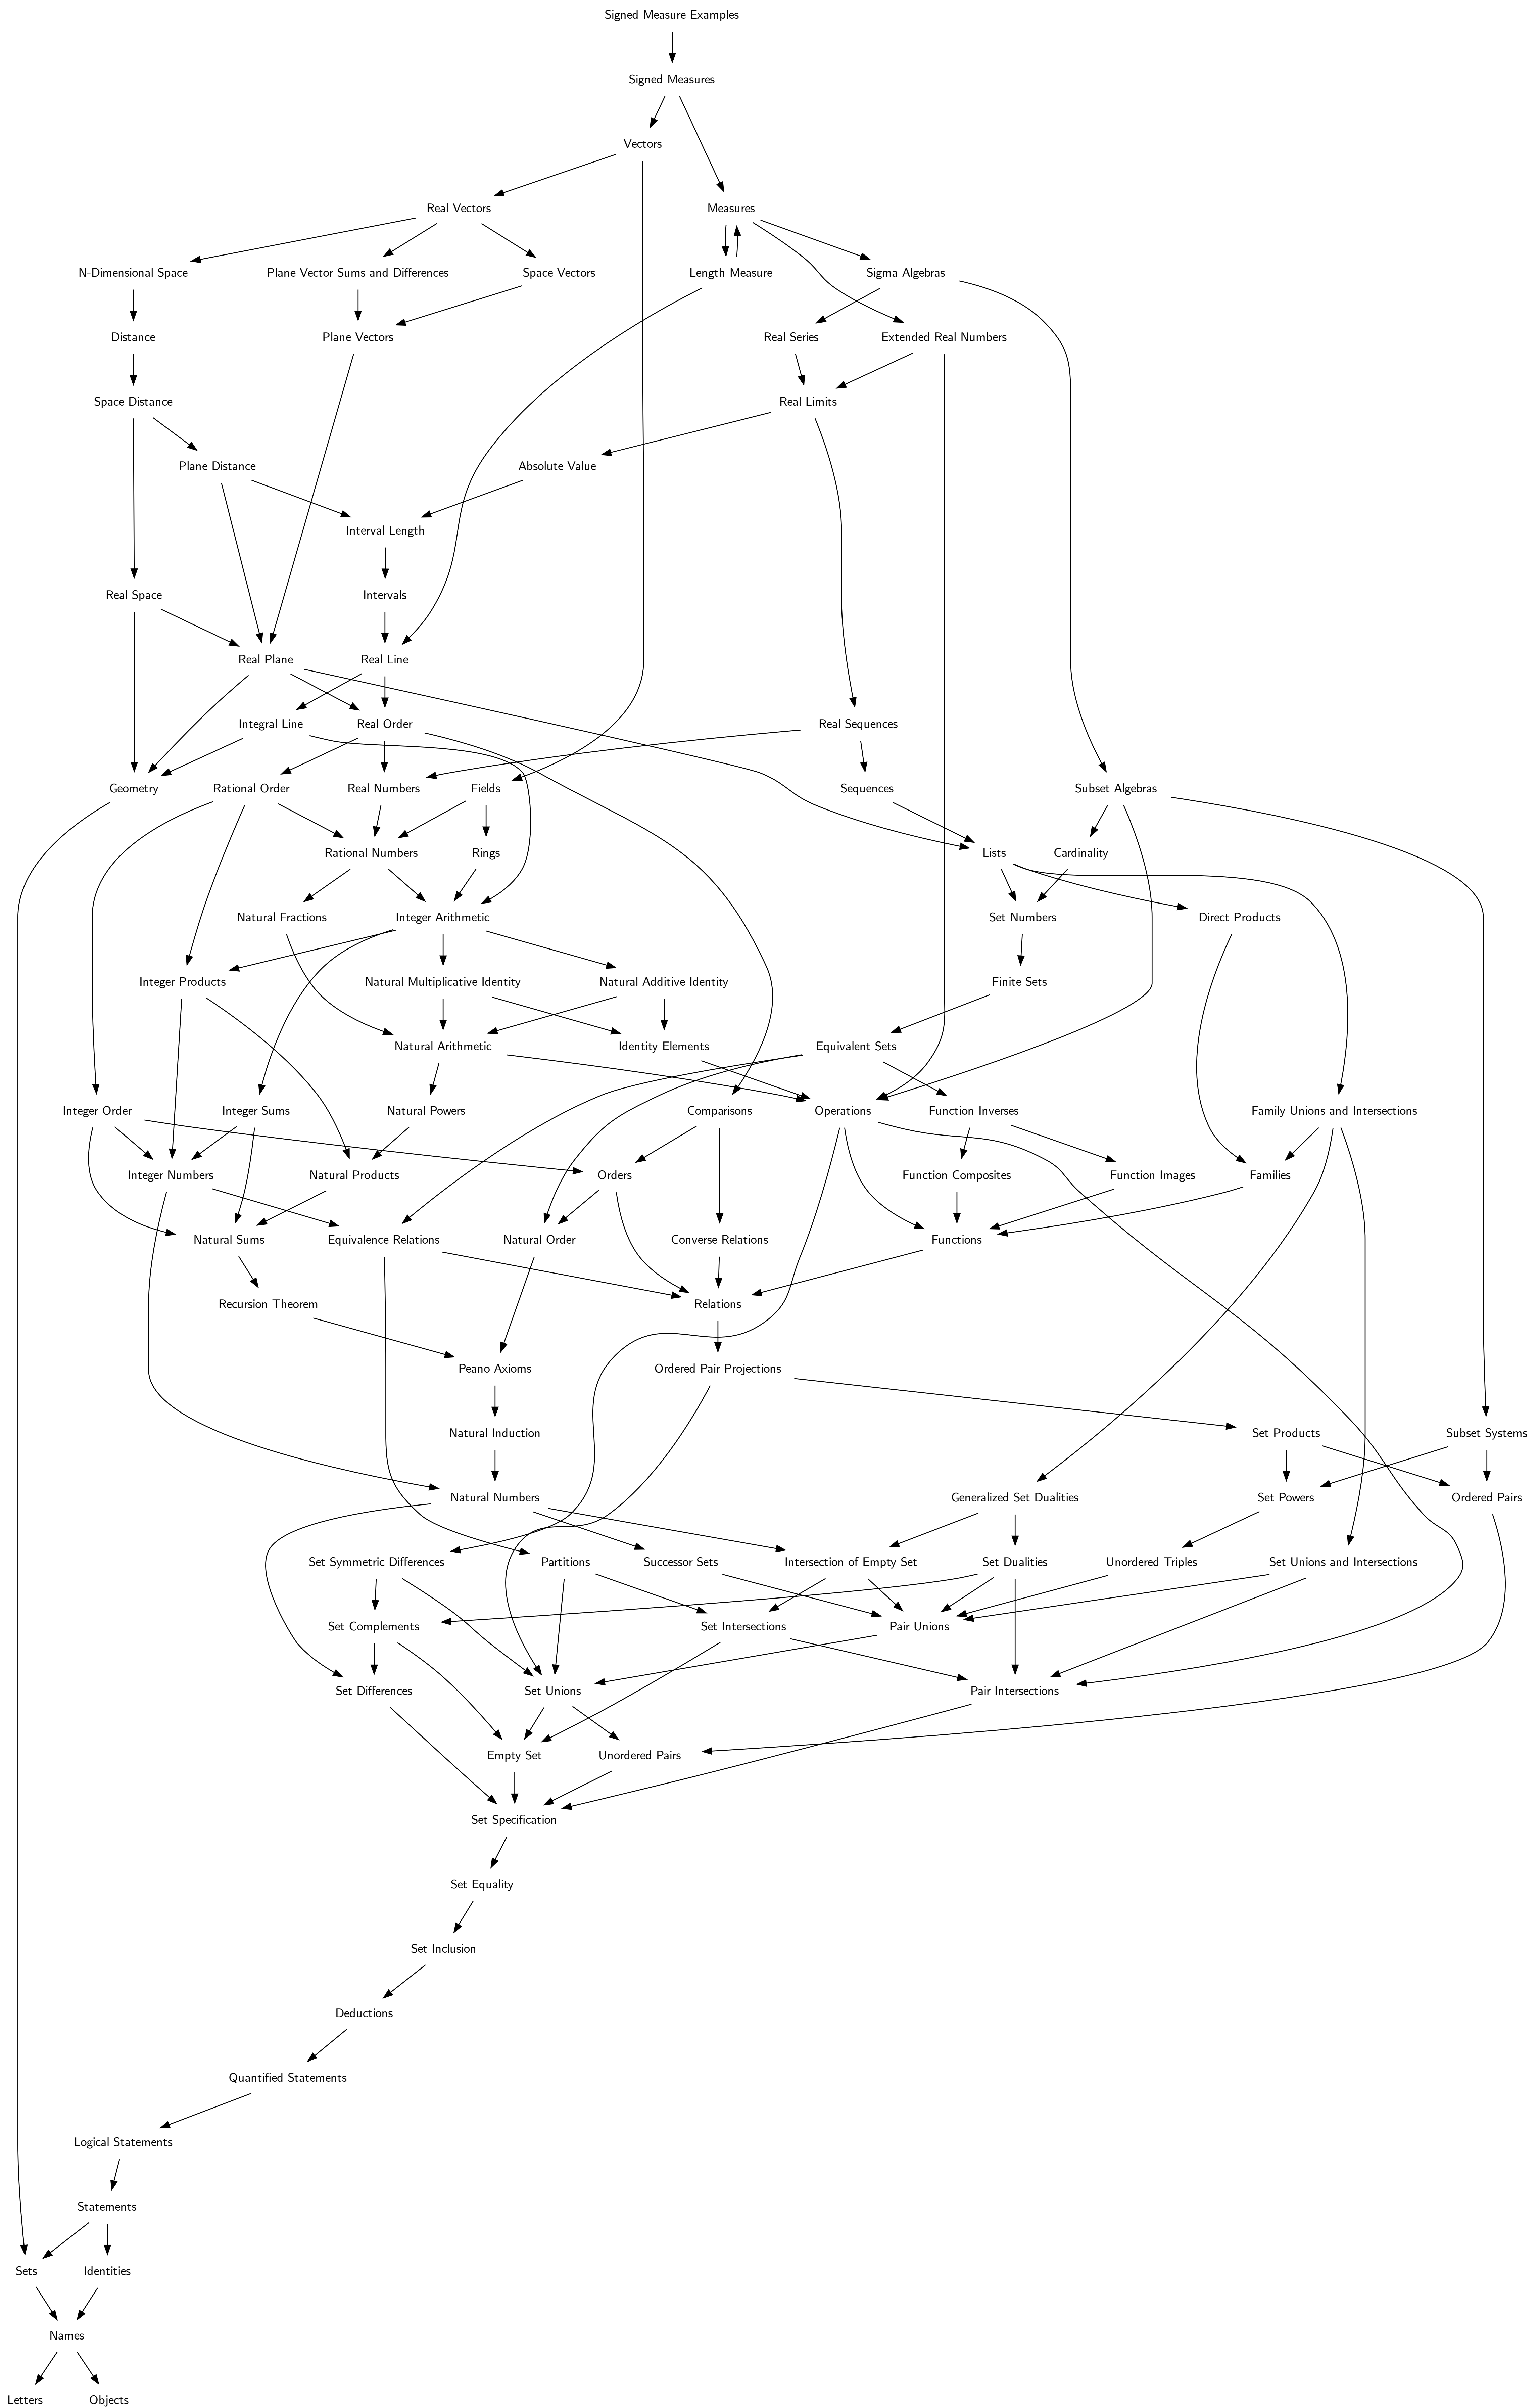 Signed Measure Examples
Signed Measures
Vectors
Real Vectors
Measures
N-Dimensional Space
Plane Vector Sums and Differences
Space Vectors
Length Measure
Sigma Algebras
Distance
Plane Vectors
Real Series
Extended Real Numbers
Space Distance
Real Limits
Plane Distance
Absolute Value
Interval Length
Real Space
Intervals
Real Plane
Real Line
Integral Line
Real Order
Real Sequences
Geometry
Rational Order
Real Numbers
Fields
Sequences
Subset Algebras
Rational Numbers
Rings
Lists
Cardinality
Natural Fractions
Integer Arithmetic
Set Numbers
Direct Products
Integer Products
Natural Multiplicative Identity
Natural Additive Identity
Finite Sets
Natural Arithmetic
Identity Elements
Equivalent Sets
Integer Order
Integer Sums
Natural Powers
Comparisons
Operations
Function Inverses
Family Unions and Intersections
Integer Numbers
Natural Products
Orders
Function Composites
Function Images
Families
Natural Sums
Equivalence Relations
Natural Order
Converse Relations
Functions
Recursion Theorem
Relations
Peano Axioms
Ordered Pair Projections
Natural Induction
Set Products
Subset Systems
Natural Numbers
Generalized Set Dualities
Set Powers
Ordered Pairs
Set Symmetric Differences
Partitions
Successor Sets
Intersection of Empty Set
Set Dualities
Unordered Triples
Set Unions and Intersections
Set Complements
Set Intersections
Pair Unions
Set Differences
Set Unions
Pair Intersections
Empty Set
Unordered Pairs
Set Specification
Set Equality
Set Inclusion
Deductions
Quantified Statements
Logical Statements
Statements
Sets
Identities
Names
Letters
Objects